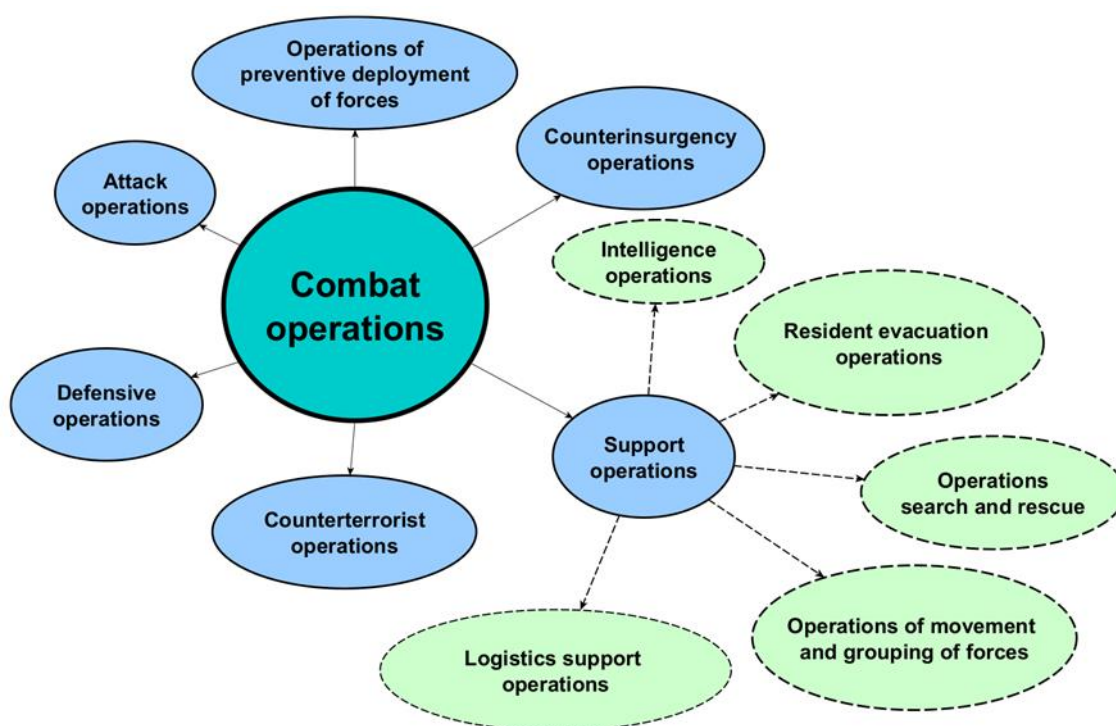 Operations of
preventive deployment
of forces
Counterinsurgency
operations
Attack
operations
Intelligence
operations
Combat
operations
Resident evacuation
operations
Defensive
operations
Support
operations
Operations
search and rescue
Counterterrorist
operations
Operations of movement
and grouping of forces
Logistics support
operations